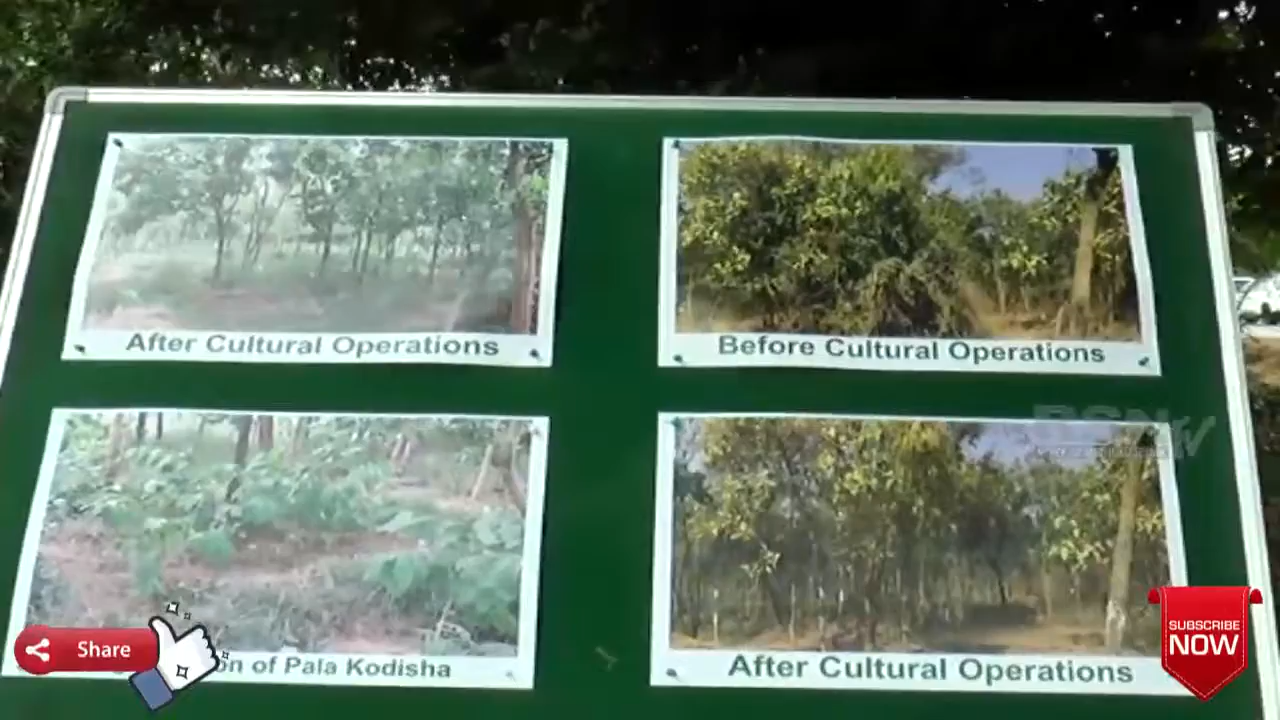 After Cultural Operations
Before Cultural Operations
of Pala Kodisha
After Cultural Operations
Share
SUBSCRIBE
NOW